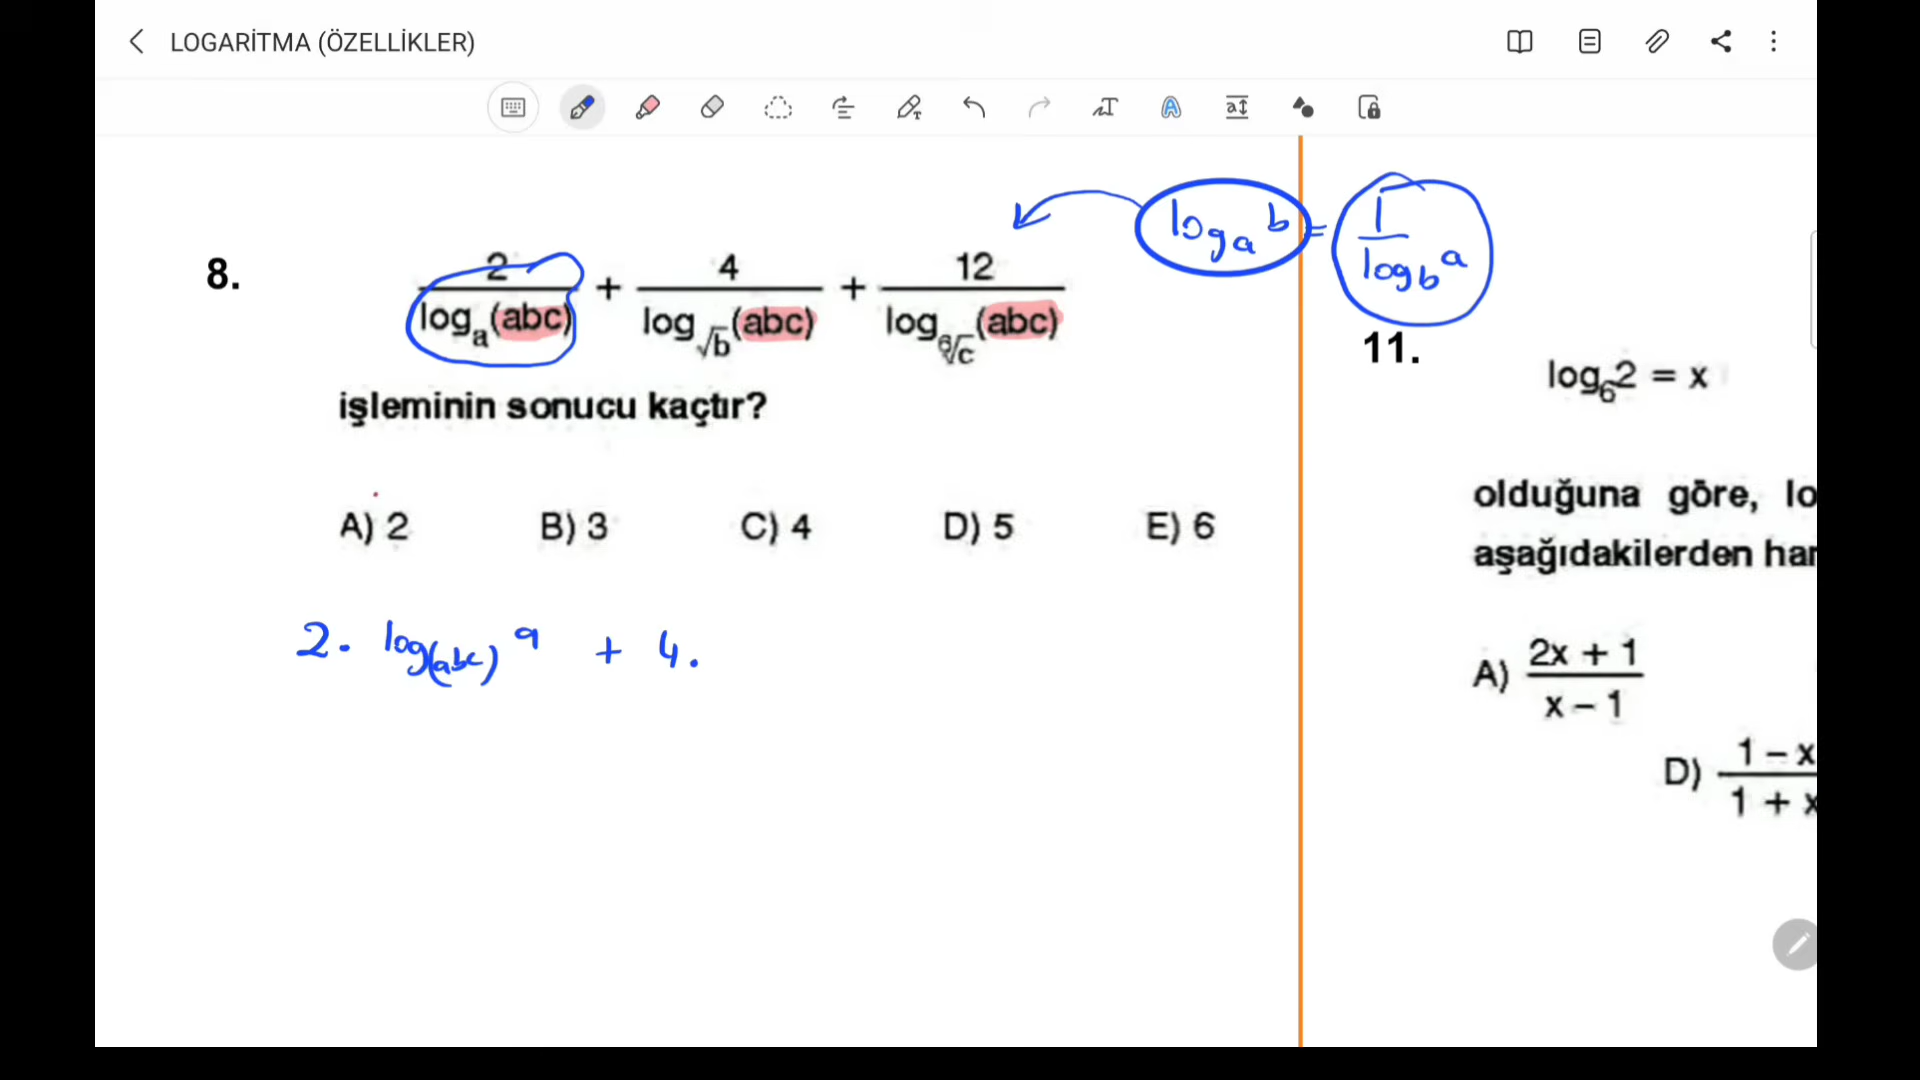 LOGARİTMA (ÖZELLİKLER)
8.
2/log_a(abc) + 4/log_√b(abc) + 12/log_⁶√c(abc)
log_a b = 1/log_b a
işleminin sonucu kaçtır?
A) 2 B) 3 C) 4 D) 5 E) 6
2. log_(abc) a + 4.
11.
log_6 2 = x
olduğuna göre, lo
aşağıdakilerden har
A) (2x + 1)/(x – 1)
D) (1 – x)/(1 + x